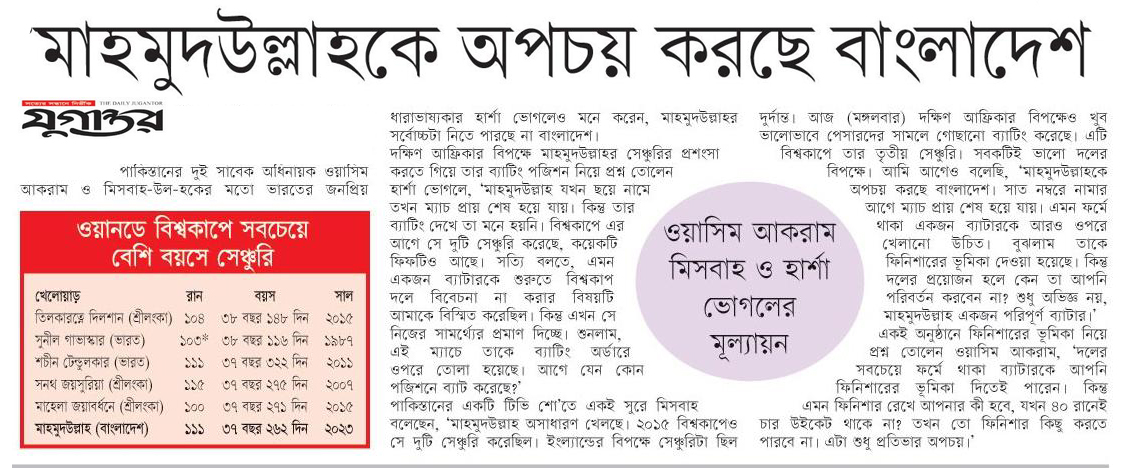 মাহমুদউল্লাহকে অপচয় করছে বাংলাদেশ
সত্যের সন্ধানে নির্ভীক THE DAILY JUGANTOR
যুগান্তর
পাকিস্তানের দুই সাবেক অধিনায়ক ওয়াসিম
আকরাম ও মিসবাহ-উল-হকের মতো ভারতের জনপ্রিয়
ওয়ানডে বিশ্বকাপে সবচেয়ে
বেশি বয়সে সেঞ্চুরি
খেলোয়াড় রান বয়স সাল
তিলকারত্নে দিলশান (শ্রীলংকা) ১০৪ ৩৮ বছর ১৪৮ দিন ২০১৫
সুনীল গাভাস্কার (ভারত) ১০৩* ৩৮ বছর ১১৬ দিন ১৯৮৭
শচীন টেন্ডুলকার (ভারত) ১১১ ৩৭ বছর ৩২২ দিন ২০১১
সনথ জয়সুরিয়া (শ্রীলংকা) ১১৫ ৩৭ বছর ২৭৫ দিন ২০০৭
মাহেলা জয়াবর্ধনে (শ্রীলংকা) ১০০ ৩৭ বছর ২৭১ দিন ২০১৫
মাহমুদউল্লাহ (বাংলাদেশ) ১১১ ৩৭ বছর ২৬২ দিন ২০২৩
ধারাভাষ্যকার হার্শা ভোগলেও মনে করেন, মাহমুদউল্লাহর
সর্বোচ্চটা নিতে পারছে না বাংলাদেশ।
দক্ষিণ আফ্রিকার বিপক্ষে মাহমুদউল্লাহর সেঞ্চুরির প্রশংসা
করতে গিয়ে তার ব্যাটিং পজিশন নিয়ে প্রশ্ন তোলেন
হার্শা ভোগলে, ‘মাহমুদউল্লাহ যখন ছয়ে নামে
তখন ম্যাচ প্রায় শেষ হয়ে যায়। কিন্তু তার
ব্যাটিং দেখে তা মনে হয়নি। বিশ্বকাপে এর
আগে সে দুটি সেঞ্চুরি করেছে, কয়েকটি
ফিফটিও আছে। সত্যি বলতে, এমন
একজন ব্যাটারকে শুরুতে বিশ্বকাপ
দলে বিবেচনা না করার বিষয়টি
আমাকে বিস্মিত করেছিল। কিন্তু এখন সে
নিজের সামর্থ্যের প্রমাণ দিচ্ছে। শুনলাম,
এই ম্যাচে তাকে ব্যাটিং অর্ডারে
ওপরে তোলা হয়েছে। আগে যেন কোন
পজিশনে ব্যাট করেছে?’
পাকিস্তানের একটি টিভি শো’তে একই সুরে মিসবাহ
বলেছেন, ‘মাহমুদউল্লাহ অসাধারণ খেলছে। ২০১৫ বিশ্বকাপেও
সে দুটি সেঞ্চুরি করেছিল। ইংল্যান্ডের বিপক্ষে সেঞ্চুরিটা ছিল
ওয়াসিম আকরাম
মিসবাহ ও হার্শা
ভোগলের
মূল্যায়ন
দুর্দান্ত। আজ (মঙ্গলবার) দক্ষিণ আফ্রিকার বিপক্ষেও খুব
ভালোভাবে পেসারদের সামলে গোছানো ব্যাটিং করেছে। এটি
বিশ্বকাপে তার তৃতীয় সেঞ্চুরি। সবকটিই ভালো দলের
বিপক্ষে। আমি আগেও বলেছি, ‘মাহমুদউল্লাহকে
অপচয় করছে বাংলাদেশ। সাত নম্বরে নামার
আগে ম্যাচ প্রায় শেষ হয়ে যায়। এমন ফর্মে
থাকা একজন ব্যাটারকে আরও ওপরে
খেলানো উচিত। বুঝলাম তাকে
ফিনিশারের ভূমিকা দেওয়া হয়েছে। কিন্তু
দলের প্রয়োজন হলে কেন তা আপনি
পরিবর্তন করবেন না? শুধু অভিজ্ঞ নয়,
মাহমুদউল্লাহ একজন পরিপূর্ণ ব্যাটার।’
একই অনুষ্ঠানে ফিনিশারের ভূমিকা নিয়ে
প্রশ্ন তোলেন ওয়াসিম আকরাম, ‘দলের
সবচেয়ে ফর্মে থাকা ব্যাটারকে আপনি
ফিনিশারের ভূমিকা দিতেই পারেন। কিন্তু
এমন ফিনিশার রেখে আপনার কী হবে, যখন ৪০ রানেই
চার উইকেট থাকে না? তখন তো ফিনিশার কিছু করতে
পারবে না। এটা শুধু প্রতিভার অপচয়।’